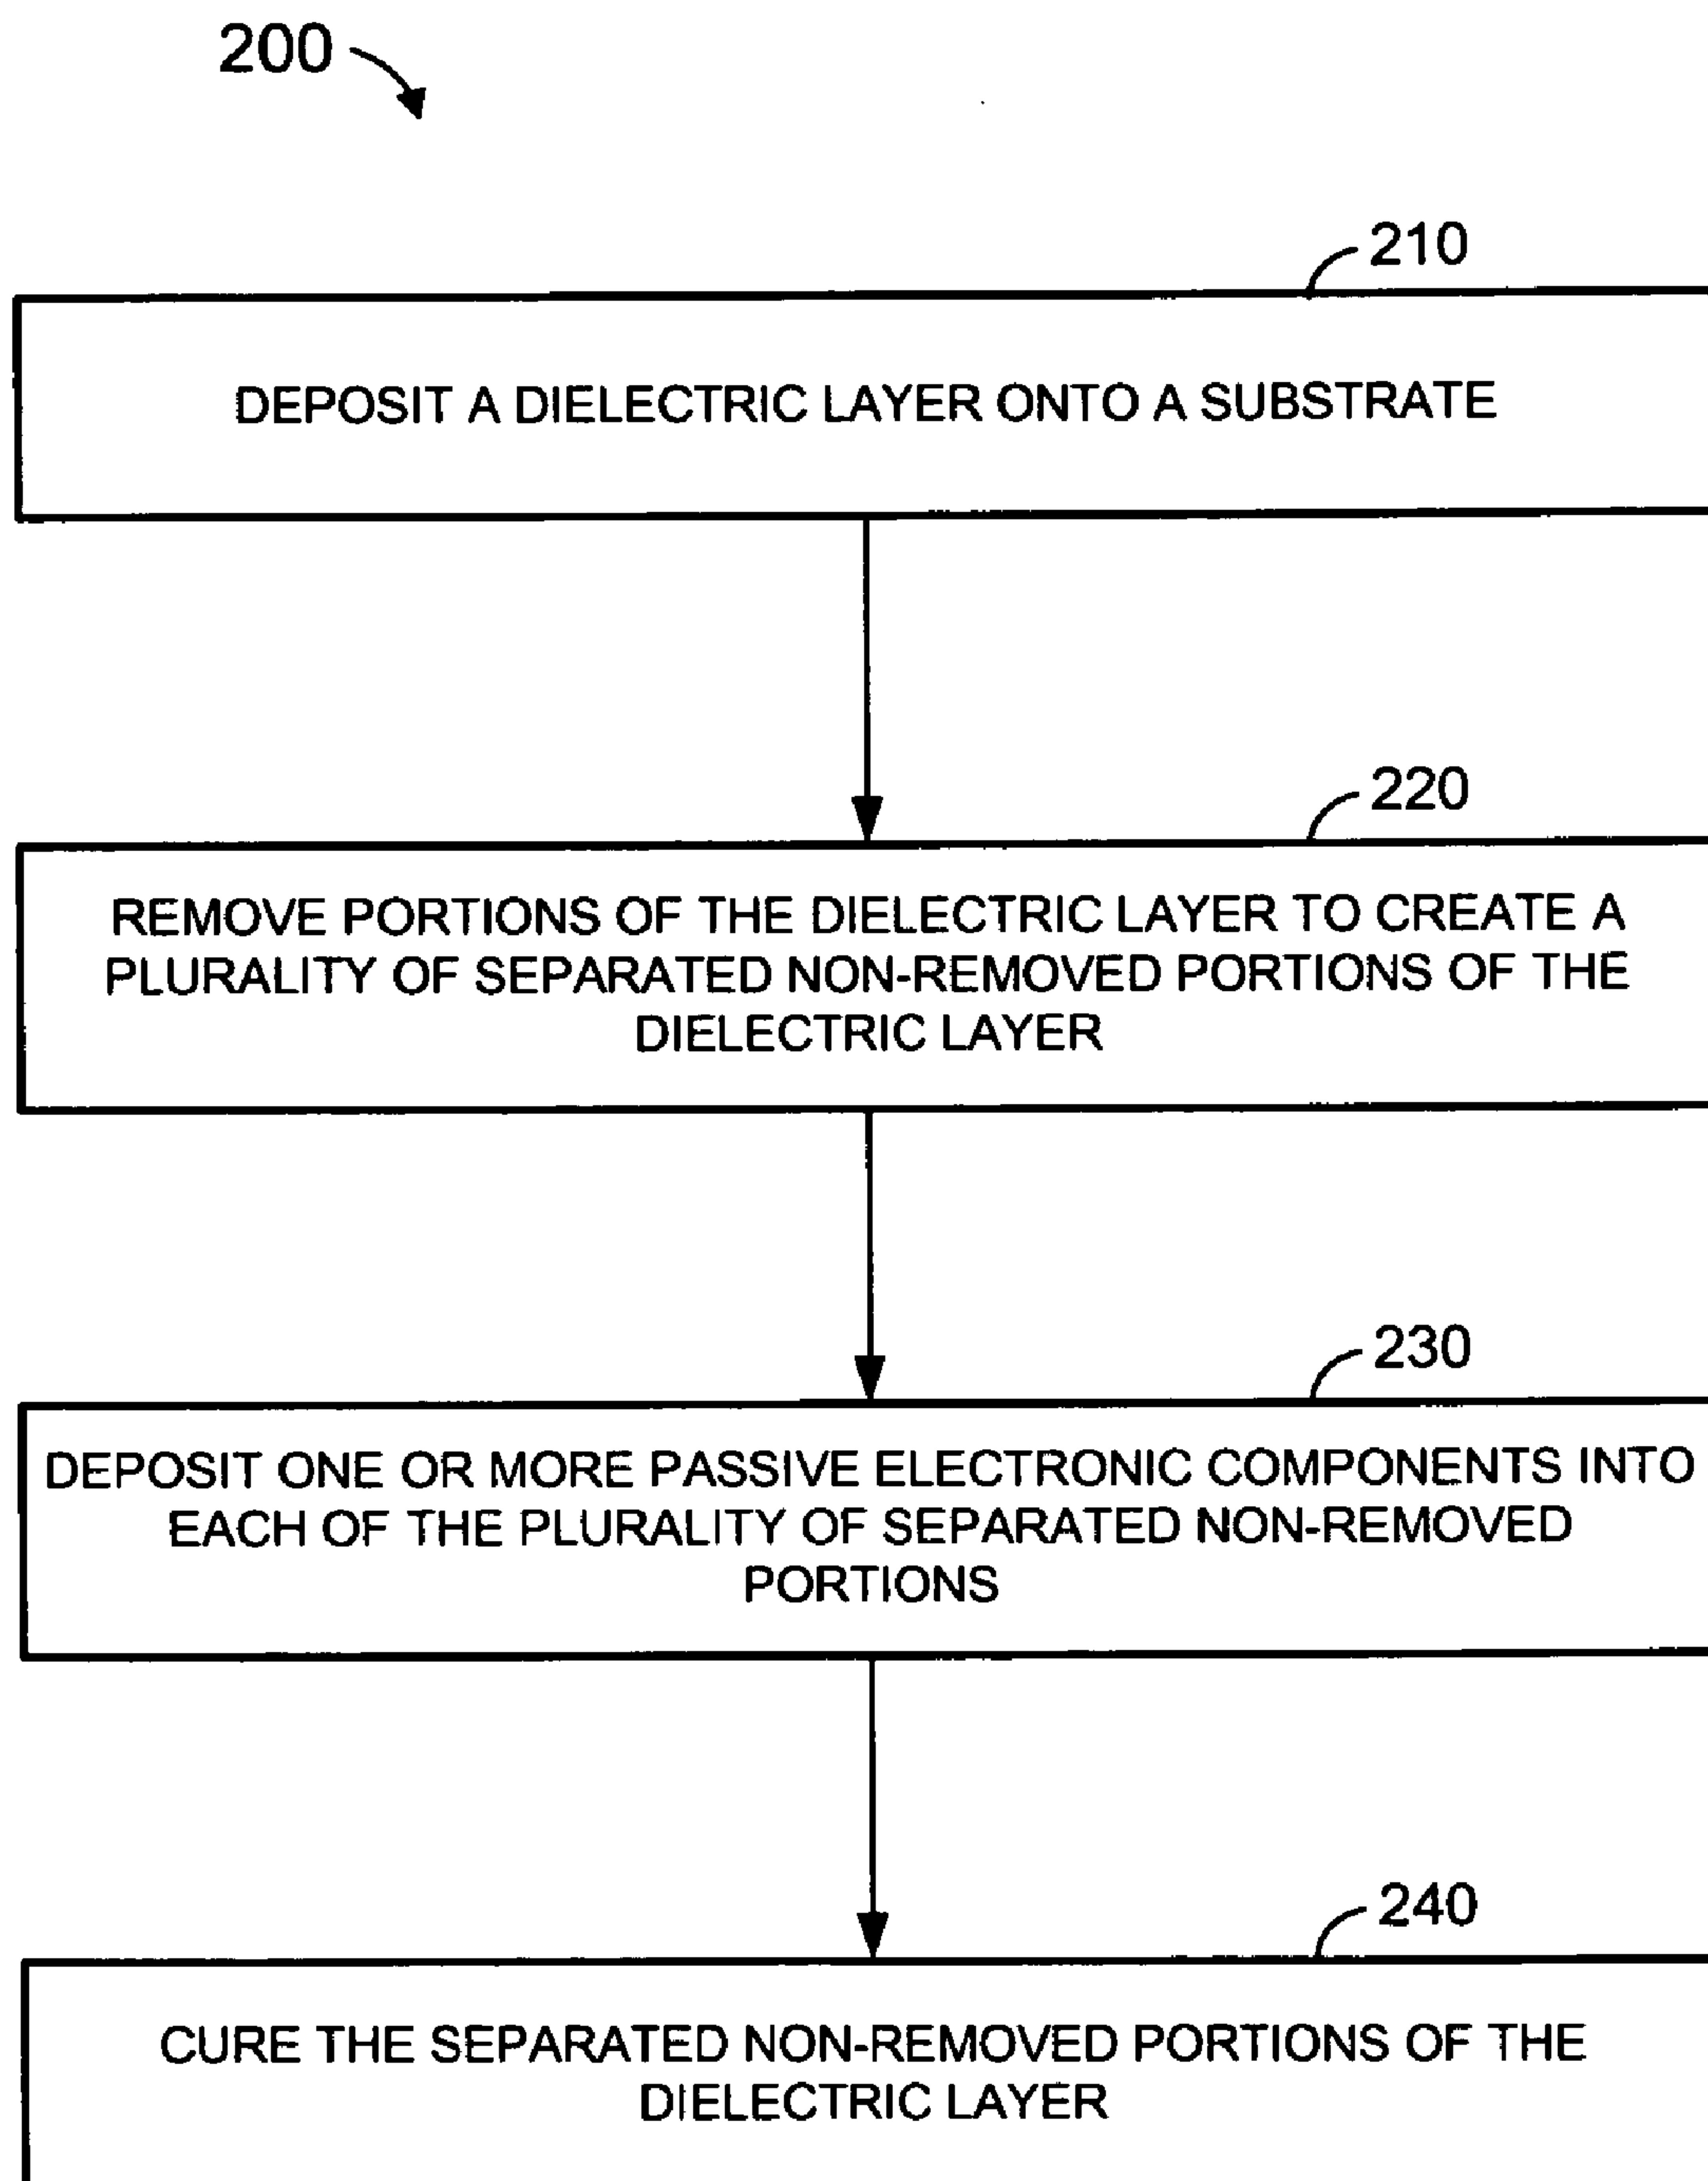 200
210
DEPOSIT A DIELECTRIC LAYER ONTO A SUBSTRATE
220
REMOVE PORTIONS OF THE DIELECTRIC LAYER TO CREATE A
PLURALITY OF SEPARATED NON-REMOVED PORTIONS OF THE
DIELECTRIC LAYER
230
DEPOSIT ONE OR MORE PASSIVE ELECTRONIC COMPONENTS INTO
EACH OF THE PLURALITY OF SEPARATED NON-REMOVED
PORTIONS
240
CURE THE SEPARATED NON-REMOVED PORTIONS OF THE
DIELECTRIC LAYER